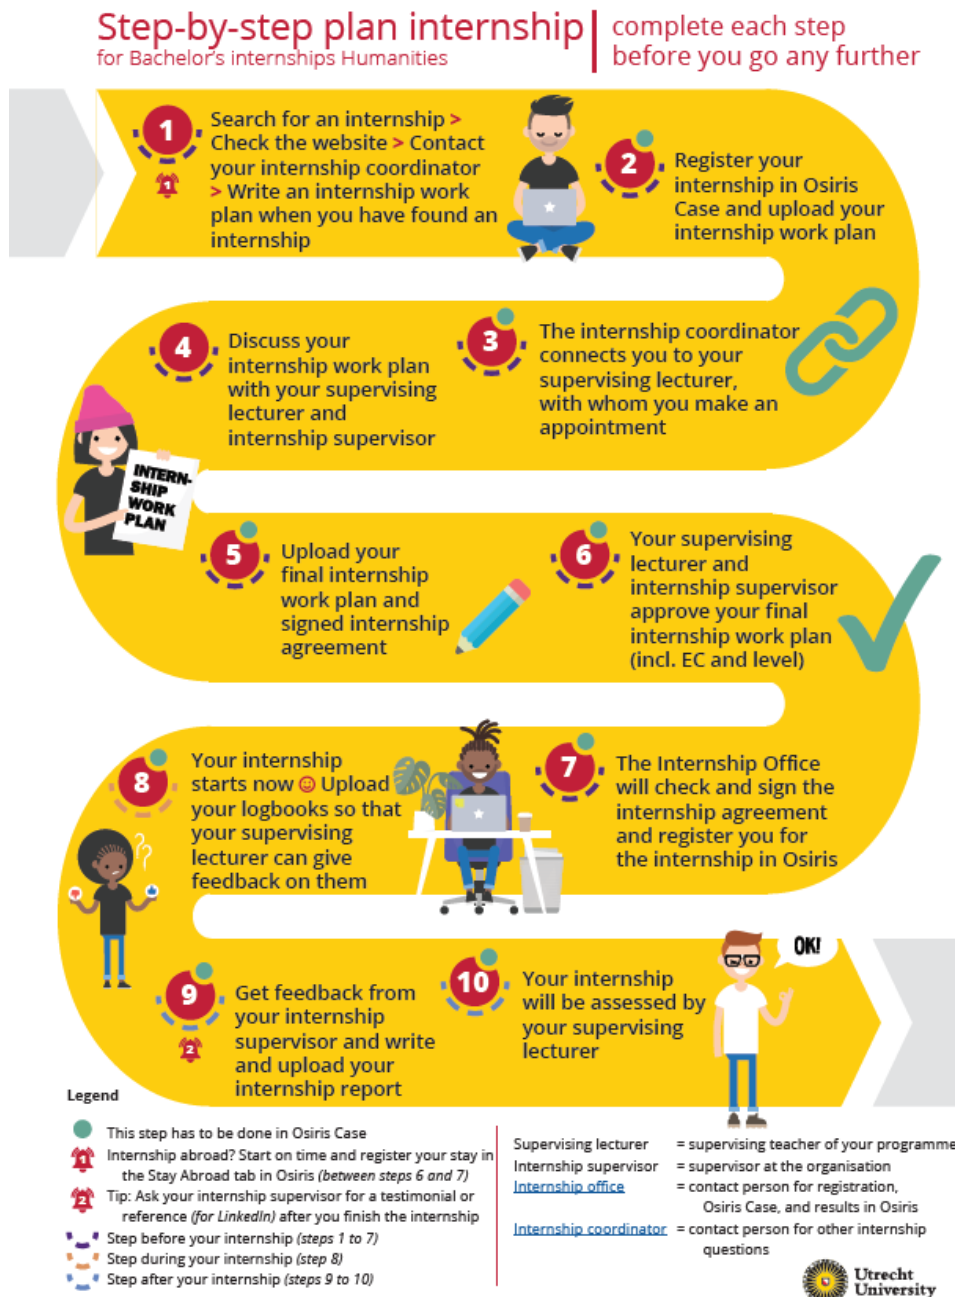 Step-by-step plan internship
for Bachelor's internships Humanities
complete each step
before you go any further
1
Search for an internship >
Check the website > Contact
your internship coordinator
> Write an internship work
plan when you have found an
internship
1
2
Register your
internship in Osiris
Case and upload your
internship work plan
3
The internship coordinator
connects you to your
supervising lecturer,
with whom you make an
appointment
4
Discuss your
internship work plan
with your supervising
lecturer and
internship supervisor
INTERN-
SHIP
WORK
PLAN
5
Upload your
final internship
work plan and
signed internship
agreement
6
Your supervising
lecturer and
internship supervisor
approve your final
internship work plan
(incl. EC and level)
7
The Internship Office
will check and sign the
internship agreement
and register you for
the internship in Osiris
8
Your internship
starts now ☺ Upload
your logbooks so that
your supervising
lecturer can give
feedback on them
??
9
Get feedback from
your internship
supervisor and write
and upload your
internship report
2
10
Your internship
will be assessed by
your supervising
lecturer
OK!
Legend
This step has to be done in Osiris Case
1
Internship abroad? Start on time and register your stay in
the Stay Abroad tab in Osiris (between steps 6 and 7)
2
Tip: Ask your internship supervisor for a testimonial or
reference (for LinkedIn) after you finish the internship
Step before your internship (steps 1 to 7)
Step during your internship (step 8)
Step after your internship (steps 9 to 10)
Supervising lecturer = supervising teacher of your programme
Internship supervisor = supervisor at the organisation
Internship office = contact person for registration,
Osiris Case, and results in Osiris
Internship coordinator = contact person for other internship
questions
Utrecht
University